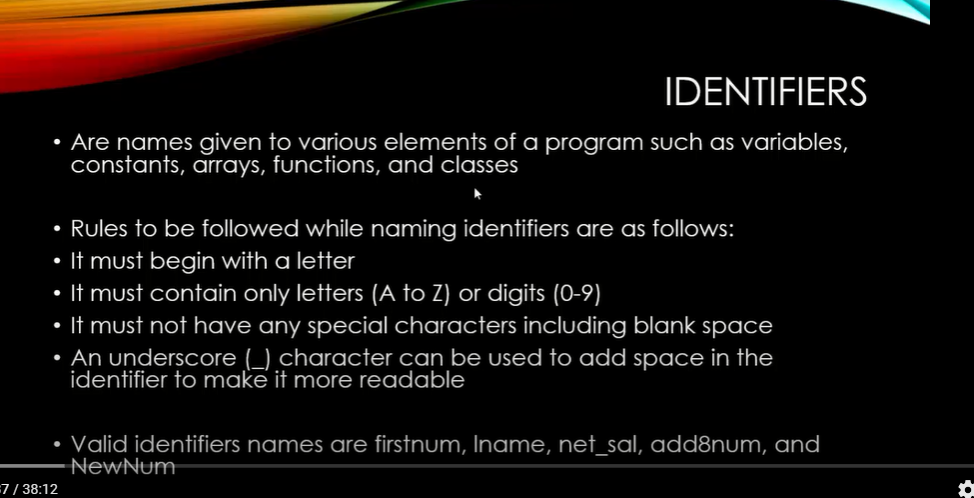 IDENTIFIERS
• Are names given to various elements of a program such as variables,
constants, arrays, functions, and classes
• Rules to be followed while naming identifiers are as follows:
• It must begin with a letter
• It must contain only letters (A to Z) or digits (0-9)
• It must not have any special characters including blank space
• An underscore (_) character can be used to add space in the
identifier to make it more readable
• Valid identifiers names are firstnum, lname, net_sal, add8num, and
NewNum
/ 38:12